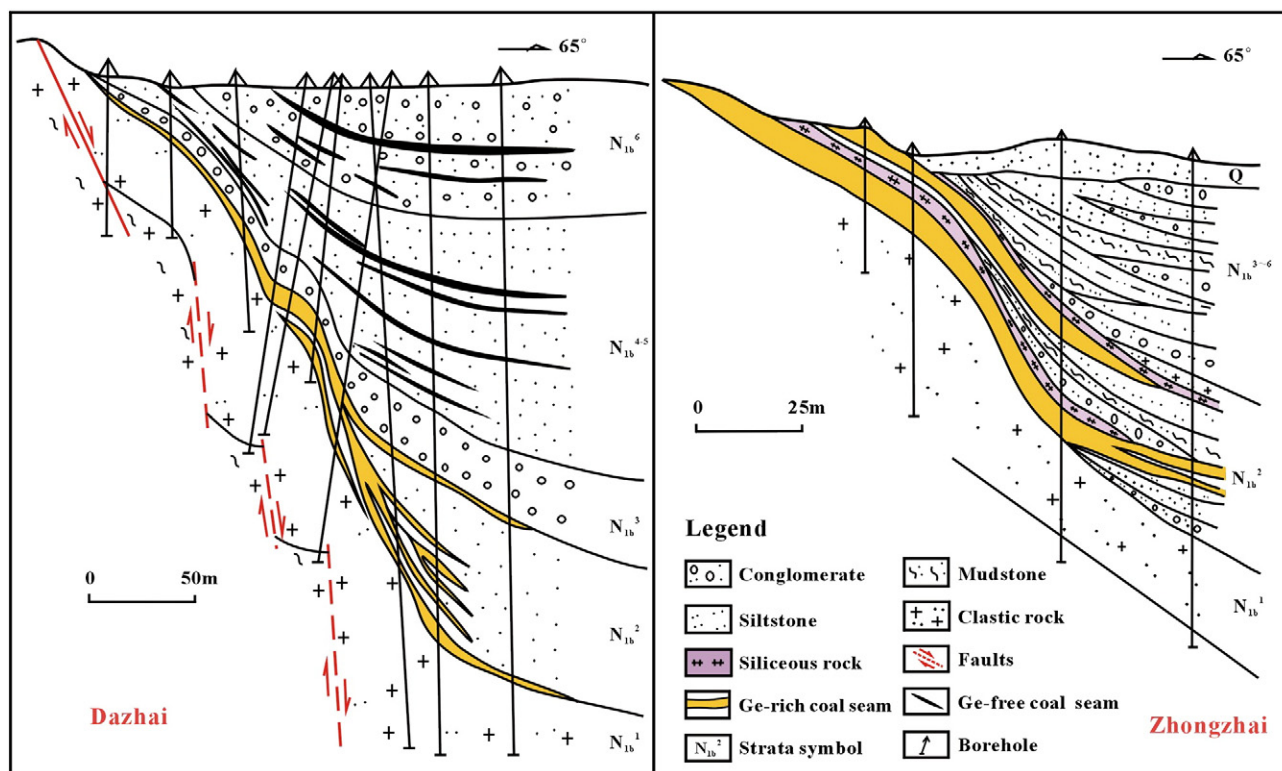 65°
N₁b⁶
N₁b⁴⁻⁵
N₁b³
N₁b²
N₁b¹
0 50m
Dazhai
65°
Q
N₁b³⁻⁶
N₁b²
N₁b¹
0 25m
Legend
Conglomerate
Mudstone
Siltstone
Clastic rock
Siliceous rock
Faults
Ge-rich coal seam
Ge-free coal seam
N₁b² Strata symbol
Borehole
Zhongzhai